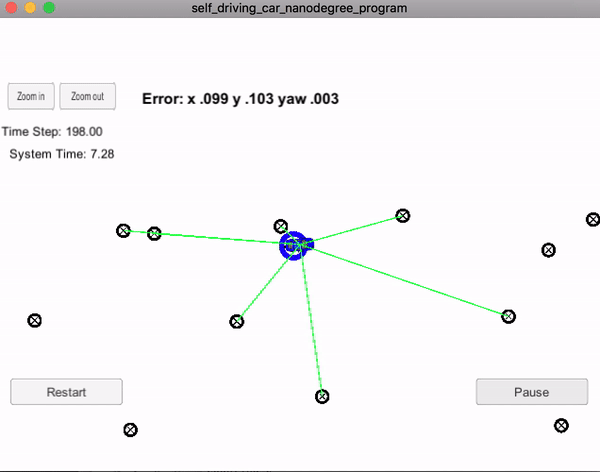 self_driving_car_nanodegree_program
Zoom in Zoom out
Error: x .099 y .103 yaw .003
Time Step: 198.00
System Time: 7.28
Restart
Pause